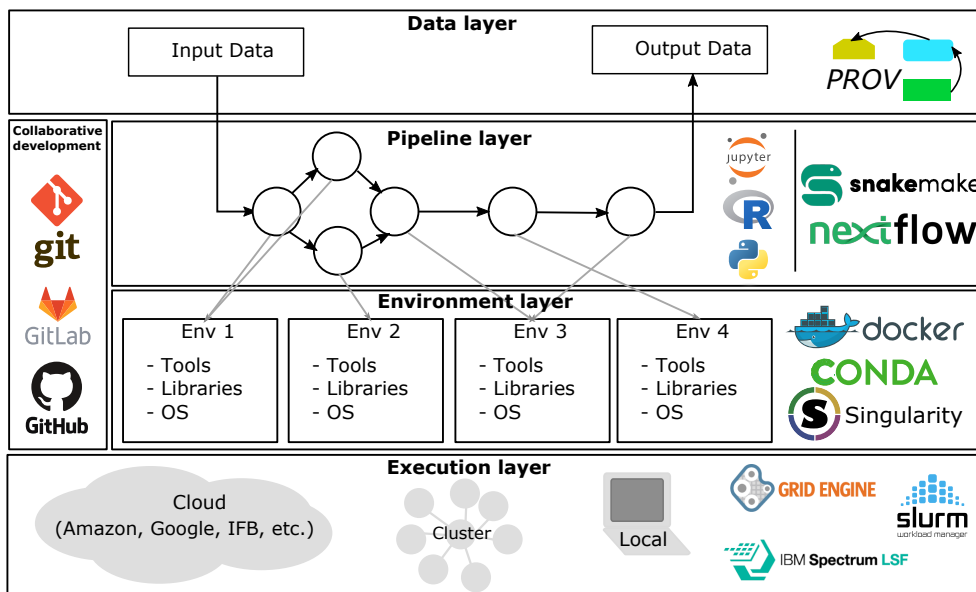 Data layer
Input Data
Output Data
PROV
Collaborative
development
git
GitLab
GitHub
Pipeline layer
jupyter
R
snakemake
nextflow
Environment layer
Env 1
- Tools
- Libraries
- OS
Env 2
- Tools
- Libraries
- OS
Env 3
- Tools
- Libraries
- OS
Env 4
- Tools
- Libraries
- OS
docker
CONDA
S Singularity
Execution layer
Cloud
(Amazon, Google, IFB, etc.)
Cluster
Local
GRID ENGINE
slurm
workload manager
IBM Spectrum LSF